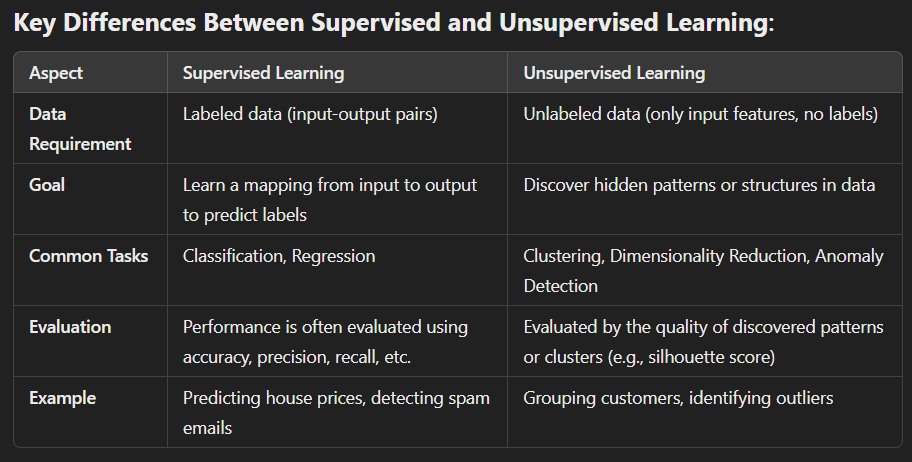 Key Differences Between Supervised and Unsupervised Learning:
Aspect Supervised Learning Unsupervised Learning
Data Labeled data (input-output pairs) Unlabeled data (only input features, no labels)
Requirement
Goal Learn a mapping from input to output Discover hidden patterns or structures in data
to predict labels
Common Tasks Classification, Regression Clustering, Dimensionality Reduction, Anomaly
Detection
Evaluation Performance is often evaluated using Evaluated by the quality of discovered patterns
accuracy, precision, recall, etc. or clusters (e.g., silhouette score)
Example Predicting house prices, detecting spam Grouping customers, identifying outliers
emails